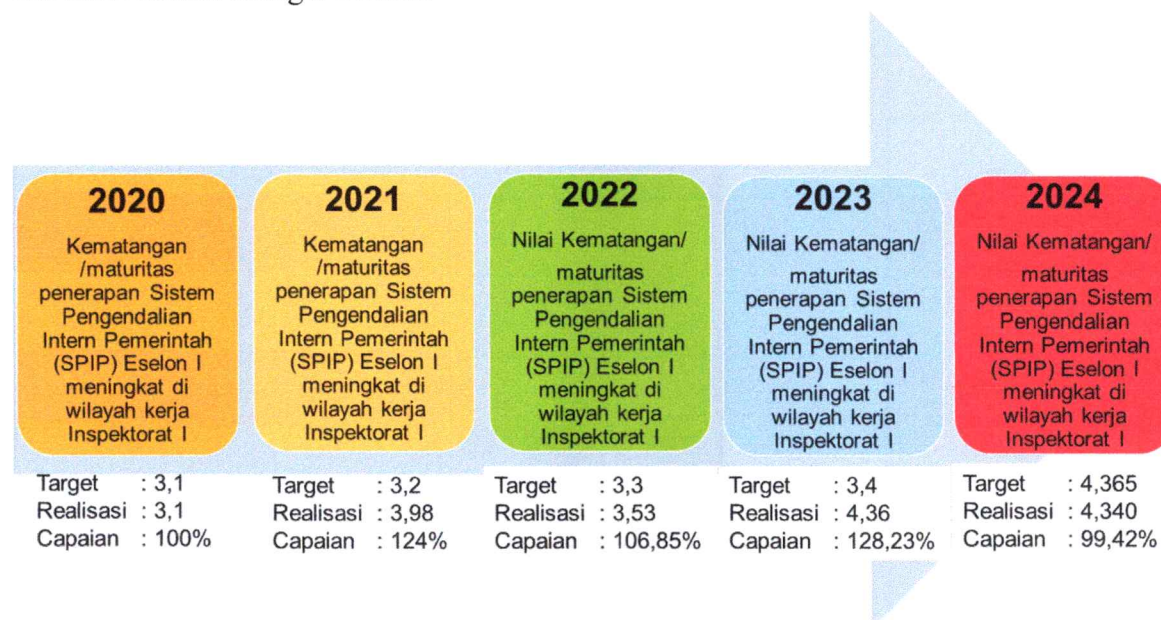 2020
Kematangan
/maturitas
penerapan Sistem
Pengendalian
Intern Pemerintah
(SPIP) Eselon I
meningkat di
wilayah kerja
Inspektorat I
Target : 3,1
Realisasi : 3,1
Capaian : 100%
2021
Kematangan
/maturitas
penerapan Sistem
Pengendalian
Intern Pemerintah
(SPIP) Eselon I
meningkat di
wilayah kerja
Inspektorat I
Target : 3,2
Realisasi : 3,98
Capaian : 124%
2022
Nilai Kematangan/
maturitas
penerapan Sistem
Pengendalian
Intern Pemerintah
(SPIP) Eselon I
meningkat di
wilayah kerja
Inspektorat I
Target : 3,3
Realisasi : 3,53
Capaian : 106,85%
2023
Nilai Kematangan/
maturitas
penerapan Sistem
Pengendalian
Intern Pemerintah
(SPIP) Eselon I
meningkat di
wilayah kerja
Inspektorat I
Target : 3,4
Realisasi : 4,36
Capaian : 128,23%
2024
Nilai Kematangan/
maturitas
penerapan Sistem
Pengendalian
Intern Pemerintah
(SPIP) Eselon I
meningkat di
wilayah kerja
Inspektorat I
Target : 4,365
Realisasi : 4,340
Capaian : 99,42%